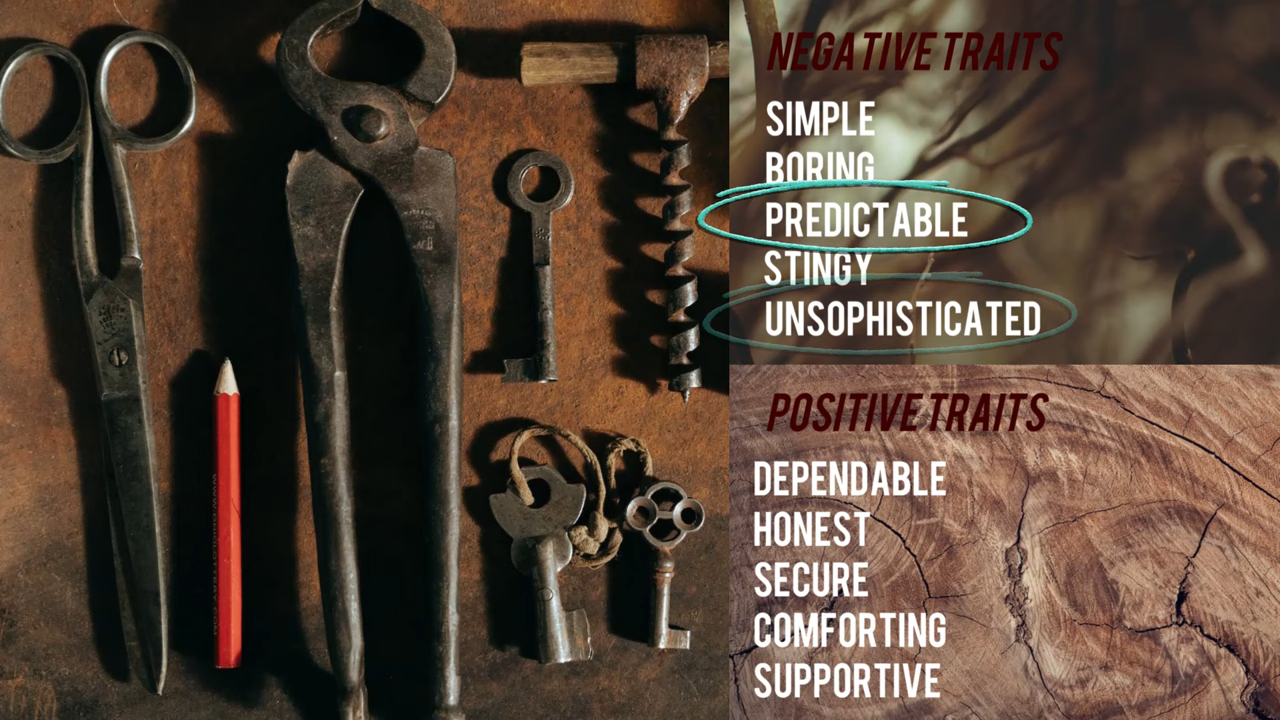 NEGATIVE TRAITS
SIMPLE
BORING
PREDICTABLE
STINGY
UNSOPHISTICATED
POSITIVE TRAITS
DEPENDABLE
HONEST
SECURE
COMFORTING
SUPPORTIVE